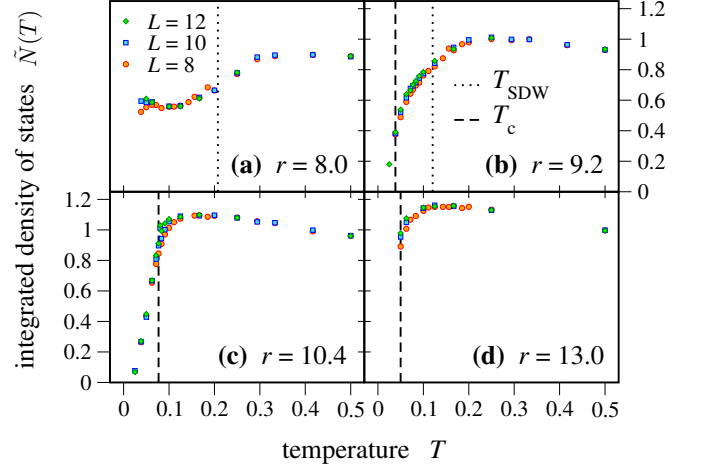 integrated density of states Ñ(T)
L = 12
L = 10
L = 8
(a) r = 8.0
T_SDW
T_c
(b) r = 9.2
1.2
1
0.8
0.6
0.4
0.2
0
(c) r = 10.4
1.2
1
0.8
0.6
0.4
0.2
0
(d) r = 13.0
0 0.1 0.2 0.3 0.4 0.5 0 0.1 0.2 0.3 0.4 0.5
temperature T